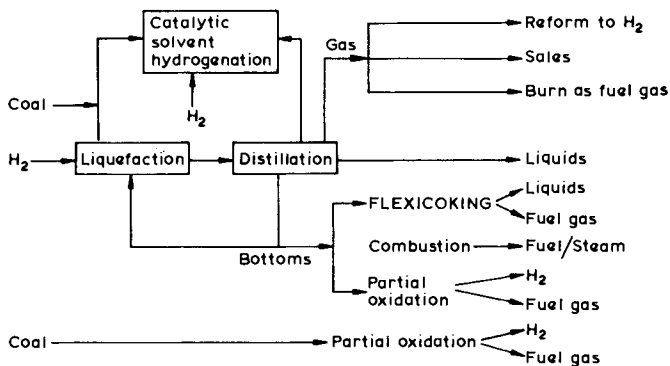 Catalytic
solvent
hydrogenation
Gas
Reform to H₂
Sales
Burn as fuel gas
Coal
H₂
H₂
Liquefaction
Distillation
Liquids
Bottoms
FLEXICOKING
Liquids
Fuel gas
Combustion
Fuel/Steam
Partial
oxidation
H₂
Fuel gas
Coal
Partial oxidation
H₂
Fuel gas